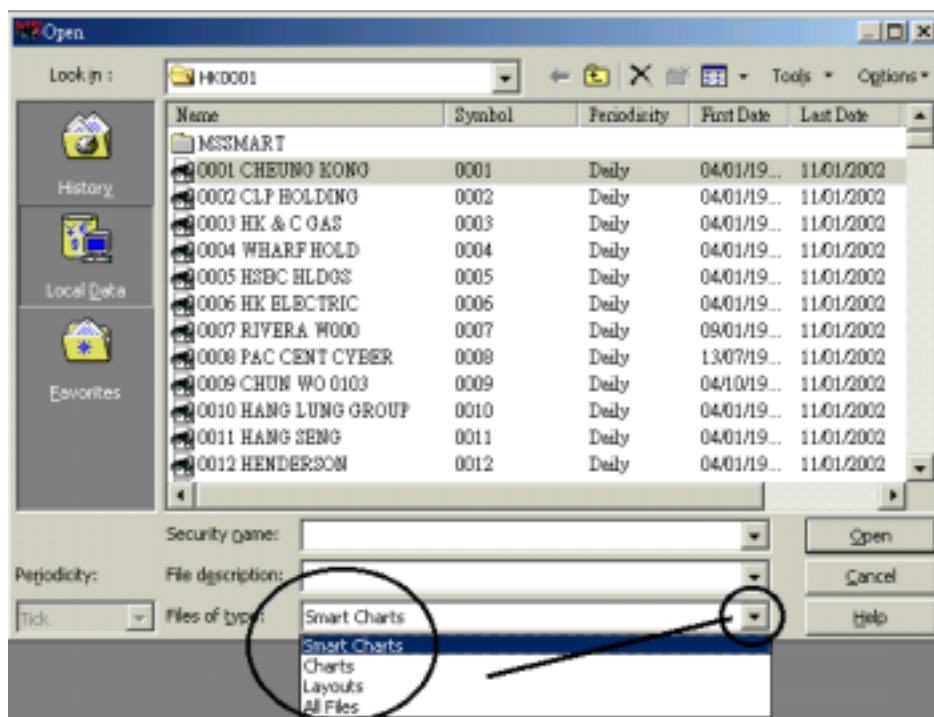 MS Open
Look in : HK0001 Tools Options
Name Symbol Periodicity First Date Last Date
MSSMART
0001 CHEUNG KONG 0001 Daily 04/01/19... 11/01/2002
0002 CLP HOLDING 0002 Daily 04/01/19... 11/01/2002
0003 HK & C GAS 0003 Daily 04/01/19... 11/01/2002
0004 WHARF HOLD 0004 Daily 04/01/19... 11/01/2002
0005 HSBC HLDGS 0005 Daily 04/01/19... 11/01/2002
0006 HK ELECTRIC 0006 Daily 04/01/19... 11/01/2002
0007 RIVERA W000 0007 Daily 09/01/19... 11/01/2002
0008 PAC CENT CYBER 0008 Daily 13/07/19... 11/01/2002
0009 CHUN WO 0103 0009 Daily 04/10/19... 11/01/2002
0010 HANG LUNG GROUP 0010 Daily 04/01/19... 11/01/2002
0011 HANG SENG 0011 Daily 04/01/19... 11/01/2002
0012 HENDERSON 0012 Daily 04/01/19... 11/01/2002
History
Local Data
Favorites
Security name: Open
Periodicity: File description: Cancel
Tick Files of type: Smart Charts Help
Smart Charts
Charts
Layouts
All Files